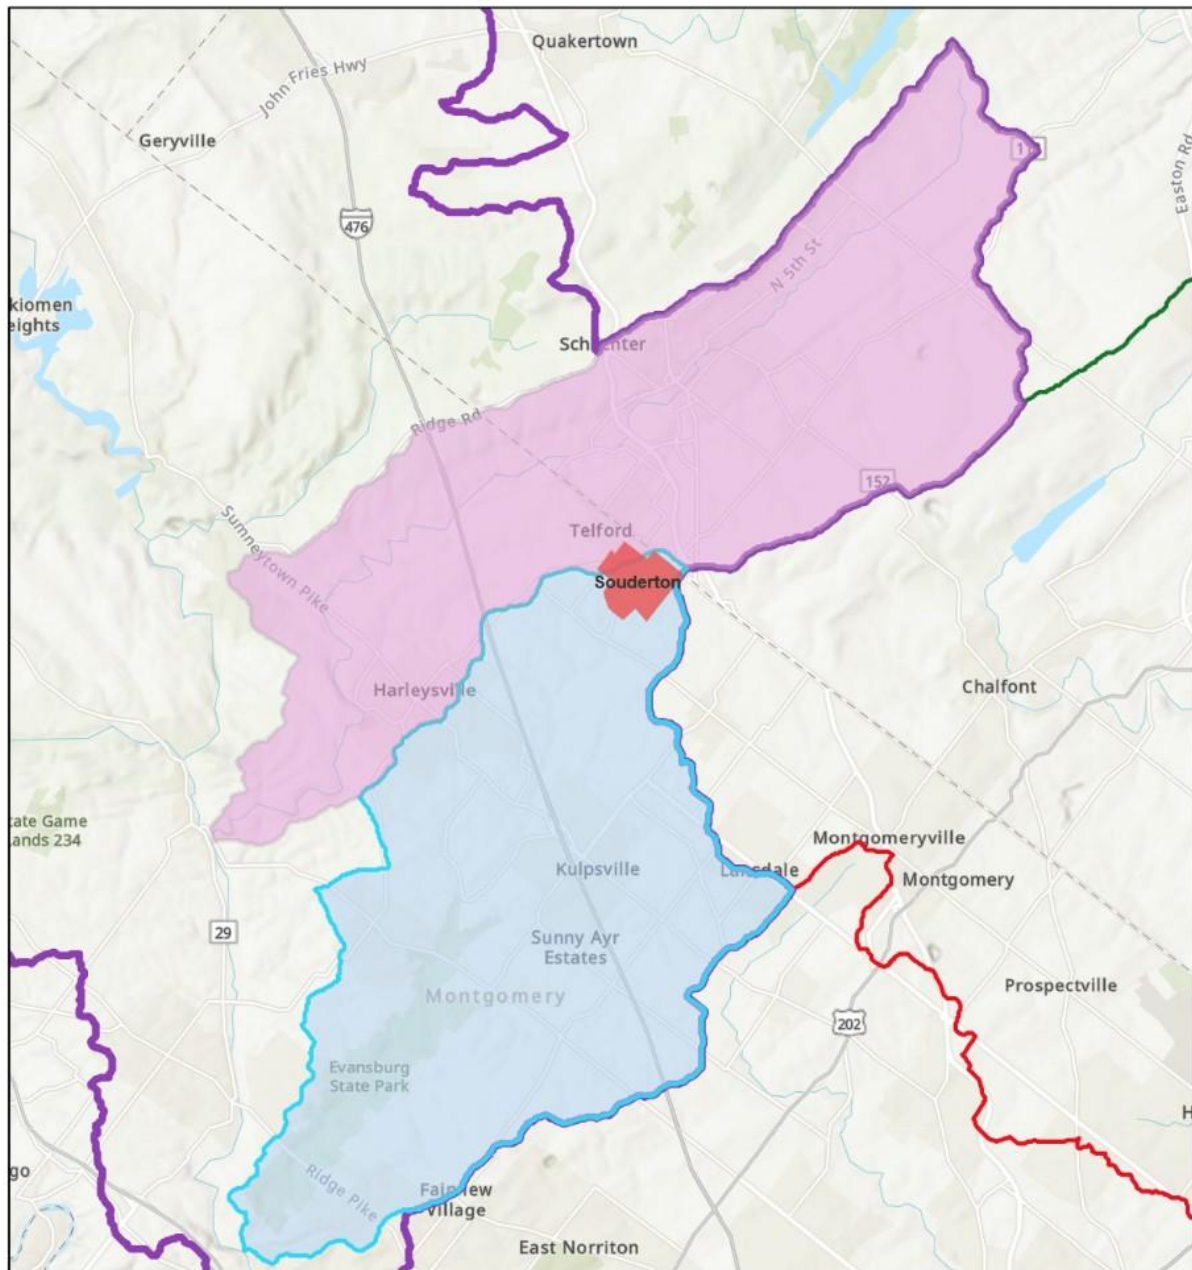 Quakertown
John Fries Hwy
Geryville
Easton Rd
476
N 5th St
kiomen
eights
Ridge Rd
152
Telford
Sumneytown Pike
Souderton
Harleysville
Chalfont
ate Game
ands 234
Montgomeryville
Kulpsville
Montgomery
29
Sunny Ayr
Estates
Prospectville
Montgomery
202
Evansburg
State Park
H
go
Ridge Pike
Village
East Norriton